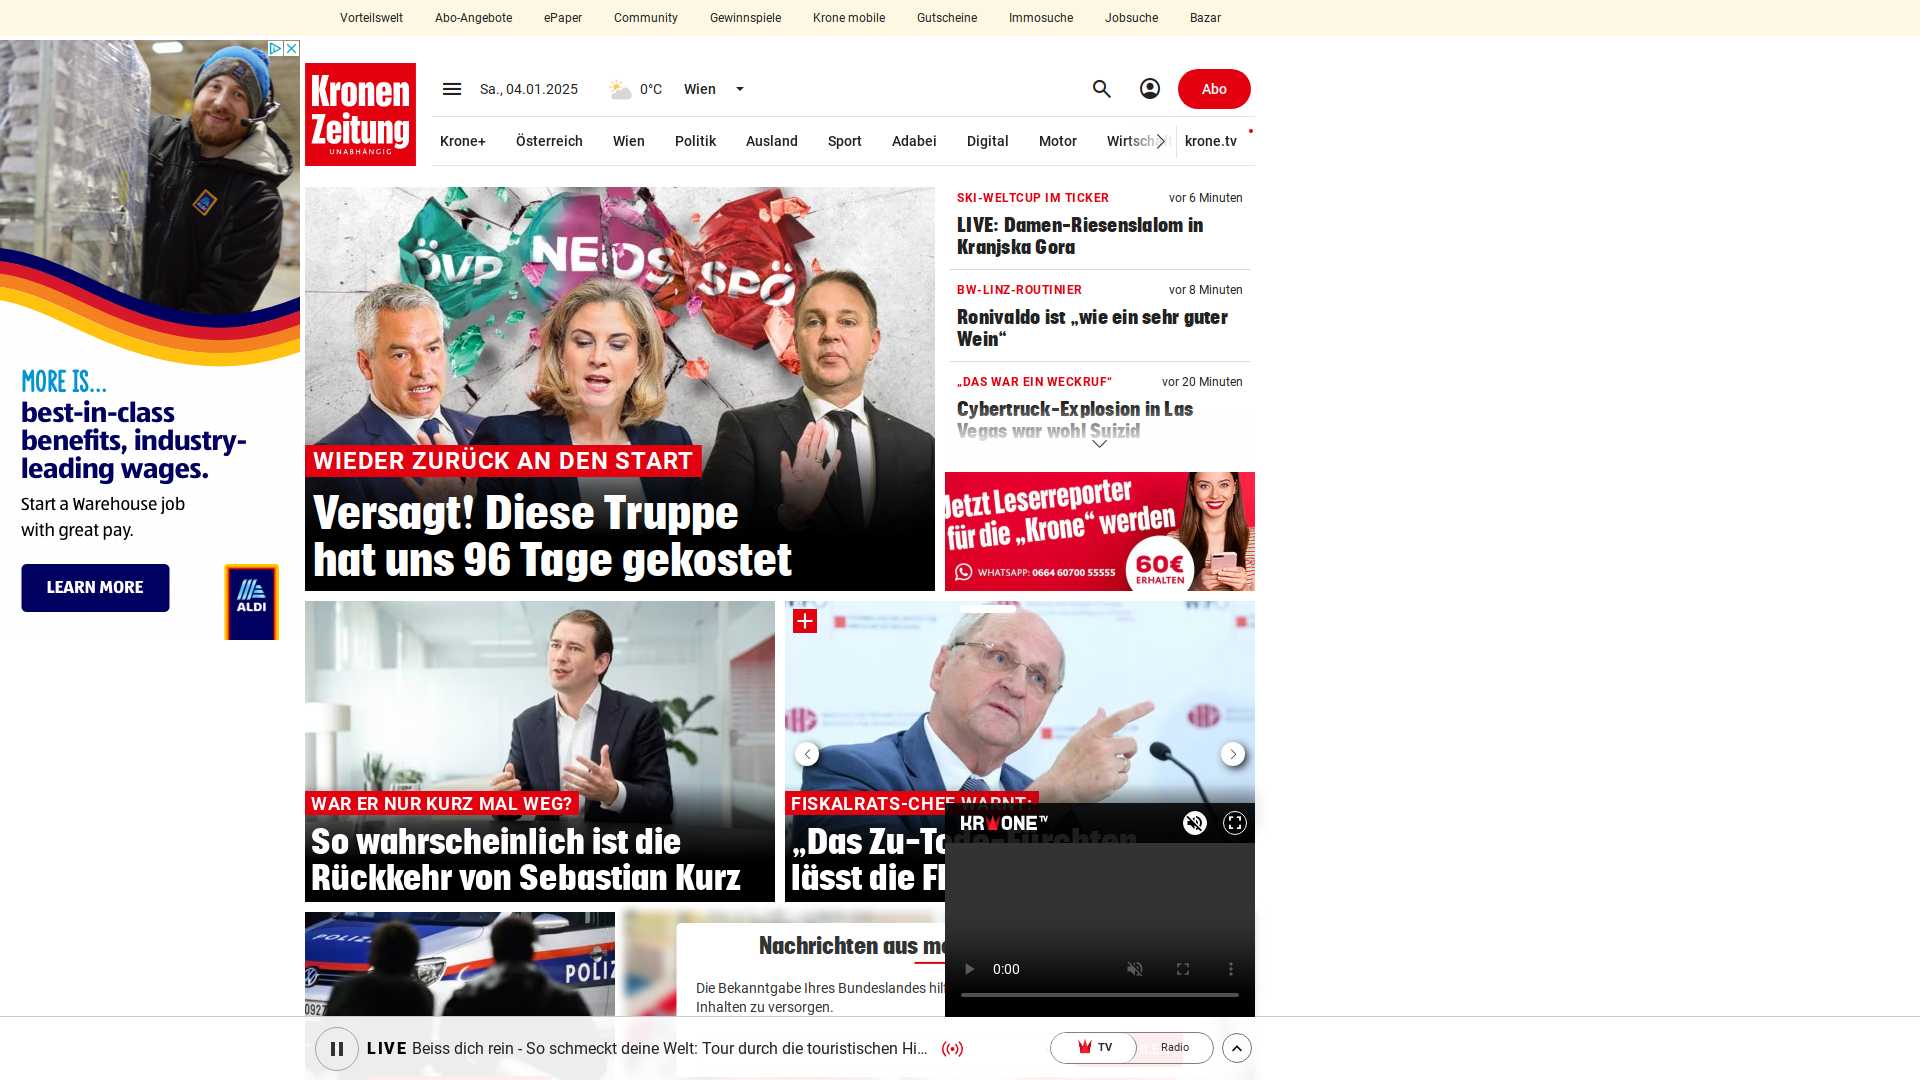 Vorteilswelt
Abo-Angebote
ePaper
Community
Gewinnspiele
Krone mobile
Gutscheine
Immosuche
Jobsuche
Bazar
MORE IS...
best-in-class
benefits, industry-
leading wages.
Start a Warehouse job
with great pay.
LEARN MORE
ALDI
Kronen
Zeitung
UNABHÄNGIG
Sa., 04.01.2025
0°C
Wien
Abo
Krone+
Österreich
Wien
Politik
Ausland
Sport
Adabei
Digital
Motor
krone.tv
ÖVP
NEOS
SPÖ
WIEDER ZURÜCK AN DEN START
Versagt! Diese Truppe
hat uns 96 Tage gekostet
SKI-WELTCUP IM TICKER
vor 6 Minuten
LIVE: Damen-Riesenslalom in
Kranjska Gora
BW-LINZ-ROUTINIER
vor 8 Minuten
Ronivaldo ist „wie ein sehr guter
Wein“
„DAS WAR EIN WECKRUF“
vor 20 Minuten
Cybertruck-Explosion in Las
Vegas war wohl Suizid
Jetzt Leserreporter
für die „Krone“ werden
WHATSAPP: 0664 60700 55555
60€
ERHALTEN
WAR ER NUR KURZ MAL WEG?
So wahrscheinlich ist die
Rückkehr von Sebastian Kurz
FISKALRATS-CHEF WARNT:
„Das Zu-Tode-Fürchten
lässt die
KRONE TV
0:00
POLIZ
POLIZ
Nachrichten aus
Die Bekanntgabe Ihres Bundeslandes
Inhalten zu versorgen.
LIVE Beiss dich rein - So schmeckt deine Welt: Tour durch die touristischen Hi...
TV
Radio